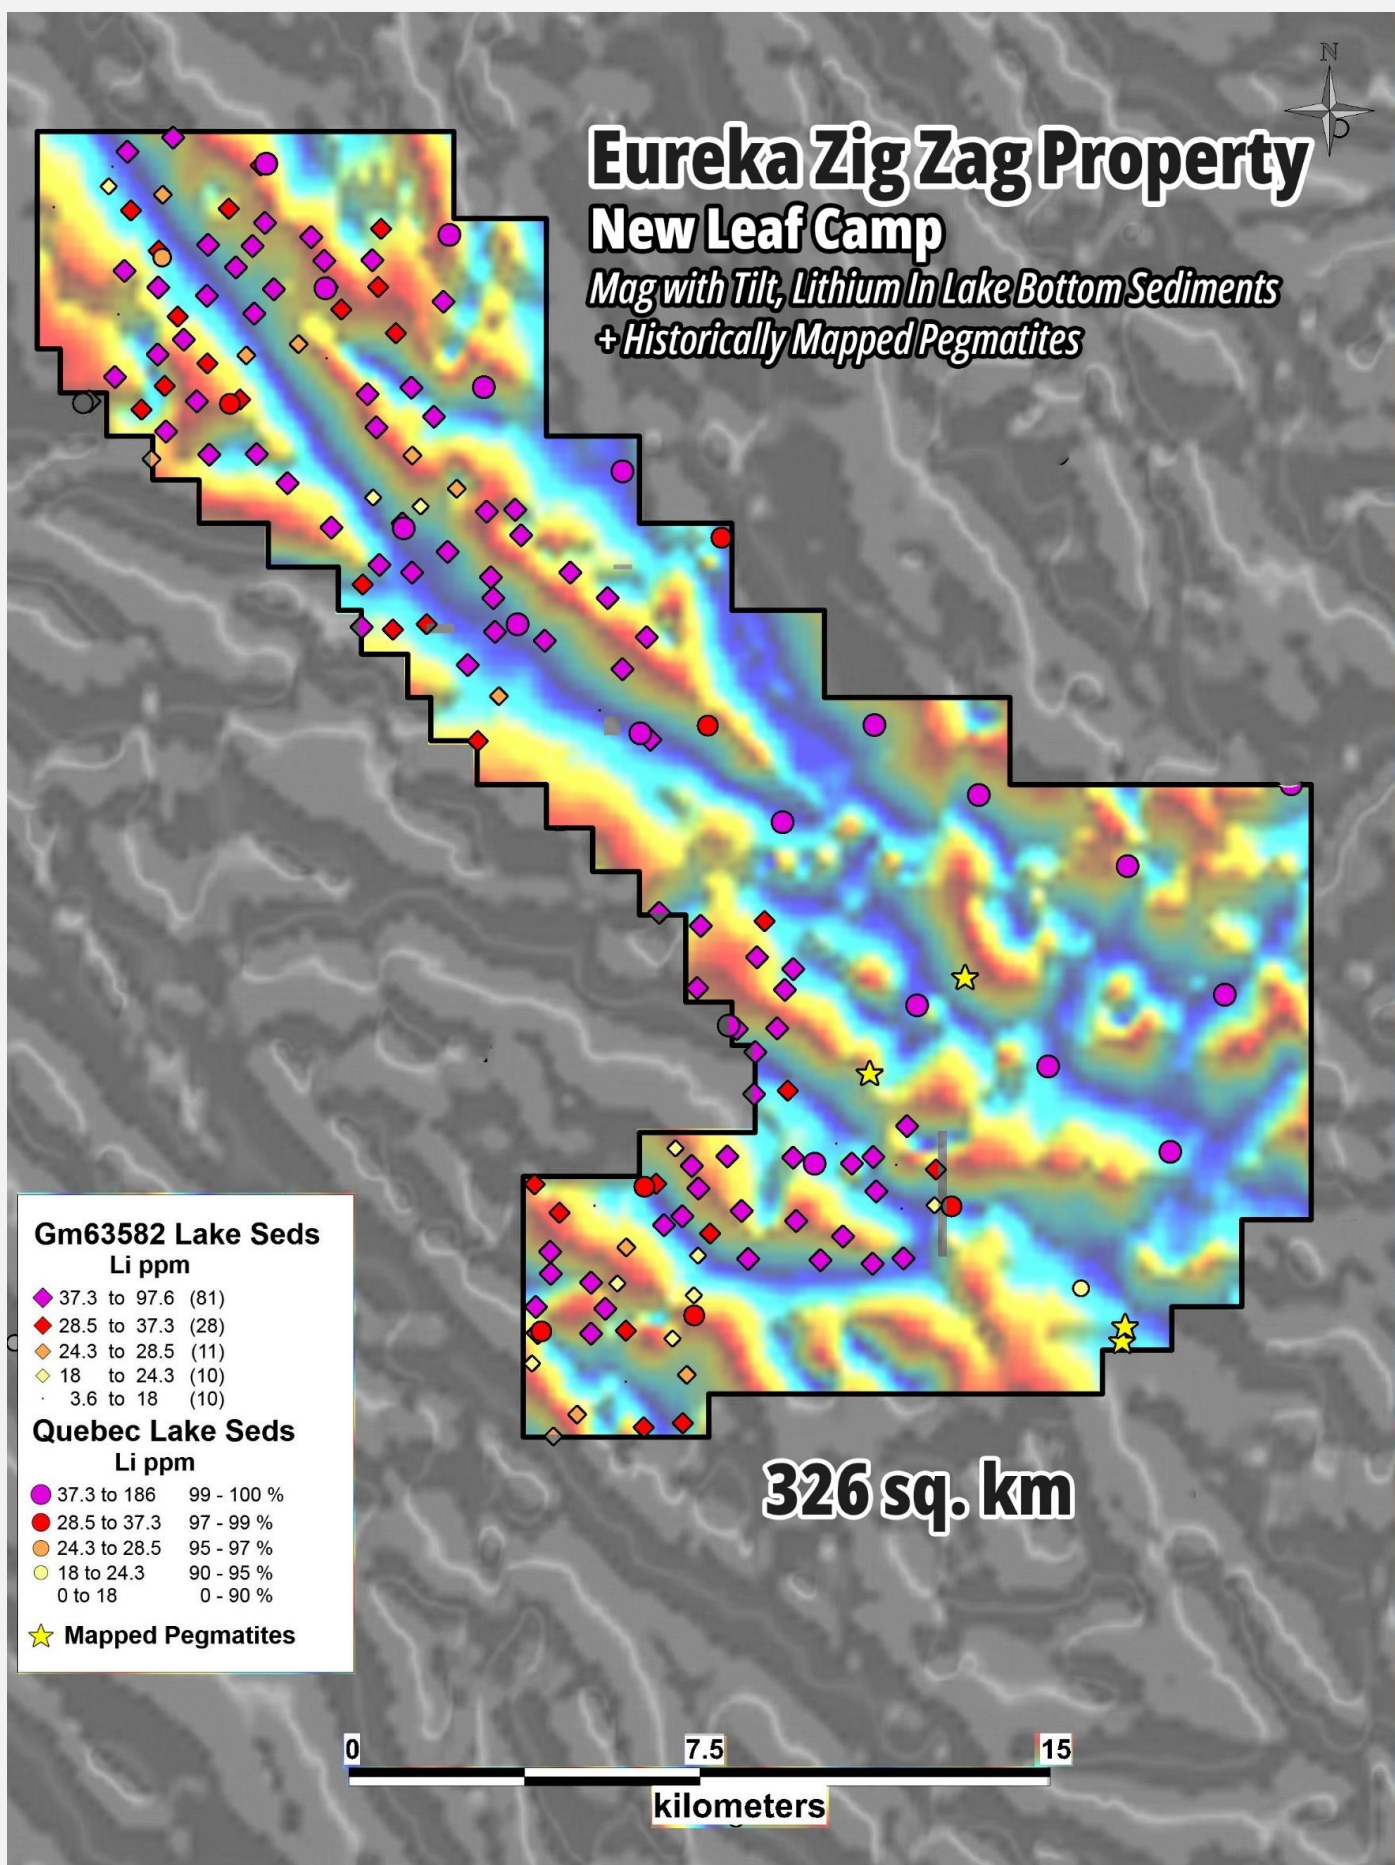 N
Eureka Zig Zag Property
New Leaf Camp
Mag with Tilt, Lithium In Lake Bottom Sediments
+ Historically Mapped Pegmatites
Gm63582 Lake Seds
Li ppm
37.3 to 97.6 (81)
28.5 to 37.3 (28)
24.3 to 28.5 (11)
18 to 24.3 (10)
3.6 to 18 (10)
Quebec Lake Seds
Li ppm
37.3 to 186 99 - 100 %
28.5 to 37.3 97 - 99 %
24.3 to 28.5 95 - 97 %
18 to 24.3 90 - 95 %
0 to 18 0 - 90 %
Mapped Pegmatites
326 sq. km
0 7.5 15
kilometers